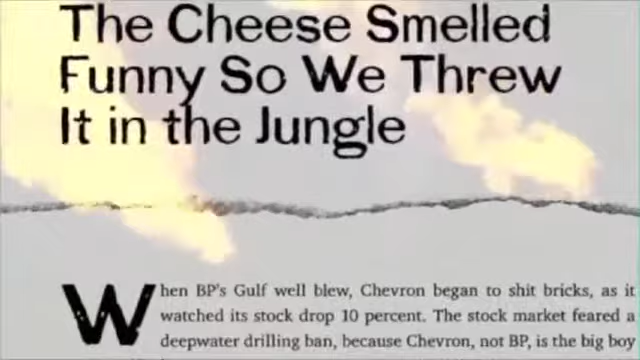 The Cheese Smelled
Funny So We Threw
It in the Jungle
When BP's Gulf well blew, Chevron began to shit bricks, as it
watched its stock drop 10 percent. The stock market feared a
deepwater drilling ban, because Chevron, not BP, is the big boy